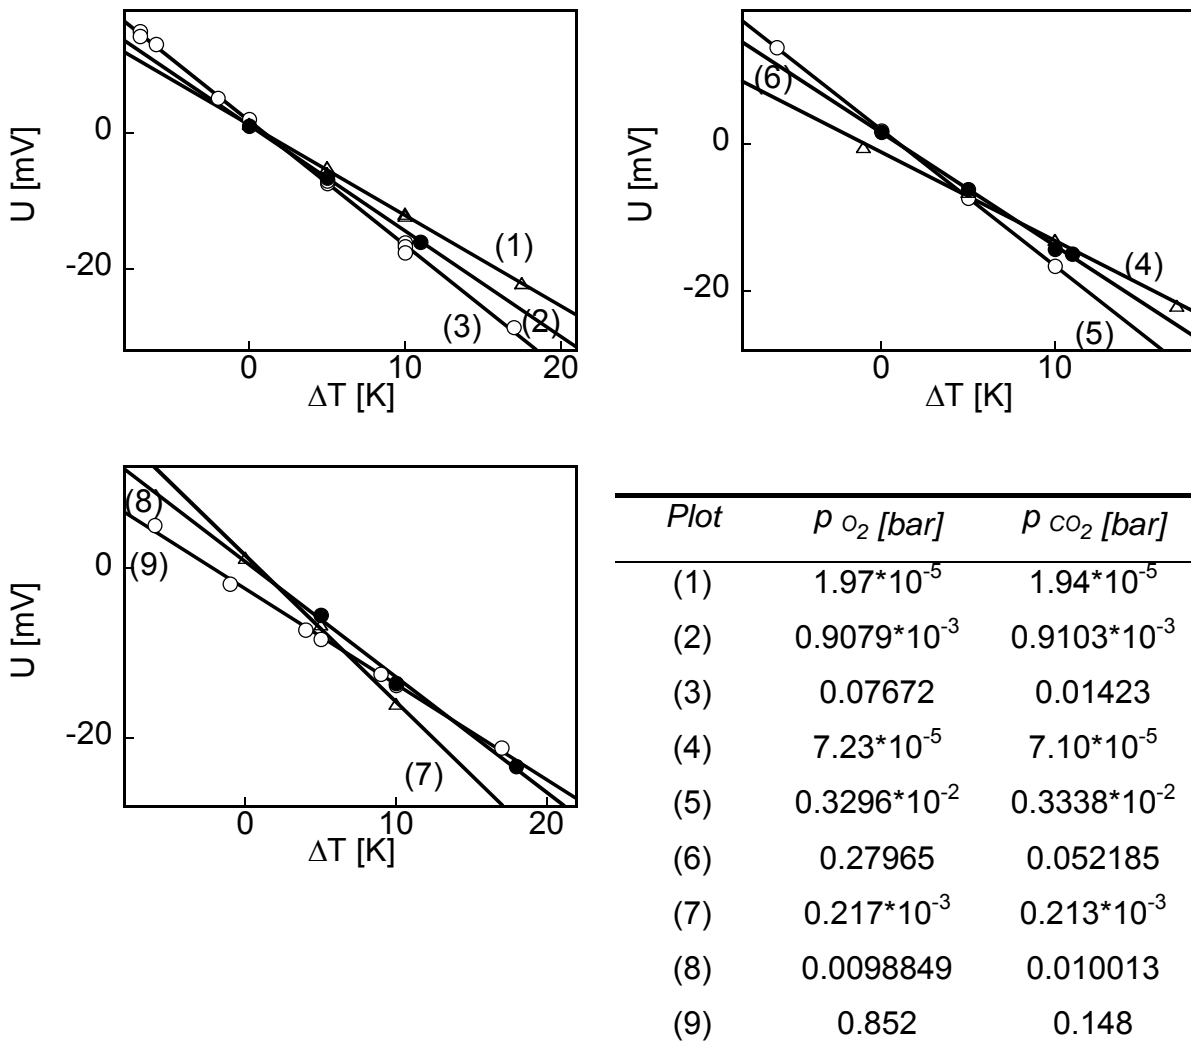 U [mV]
0
-20
(1)
(2)
(3)
0
10
20
ΔT [K]
U [mV]
0
-20
(6)
(4)
(5)
0
10
ΔT [K]
U [mV]
0
-20
(8)
(9)
(7)
0
10
20
ΔT [K]
Plot p O₂ [bar] p CO₂ [bar]
(1) 1.97*10⁻⁵ 1.94*10⁻⁵
(2) 0.9079*10⁻³ 0.9103*10⁻³
(3) 0.07672 0.01423
(4) 7.23*10⁻⁵ 7.10*10⁻⁵
(5) 0.3296*10⁻² 0.3338*10⁻²
(6) 0.27965 0.052185
(7) 0.217*10⁻³ 0.213*10⁻³
(8) 0.0098849 0.010013
(9) 0.852 0.148